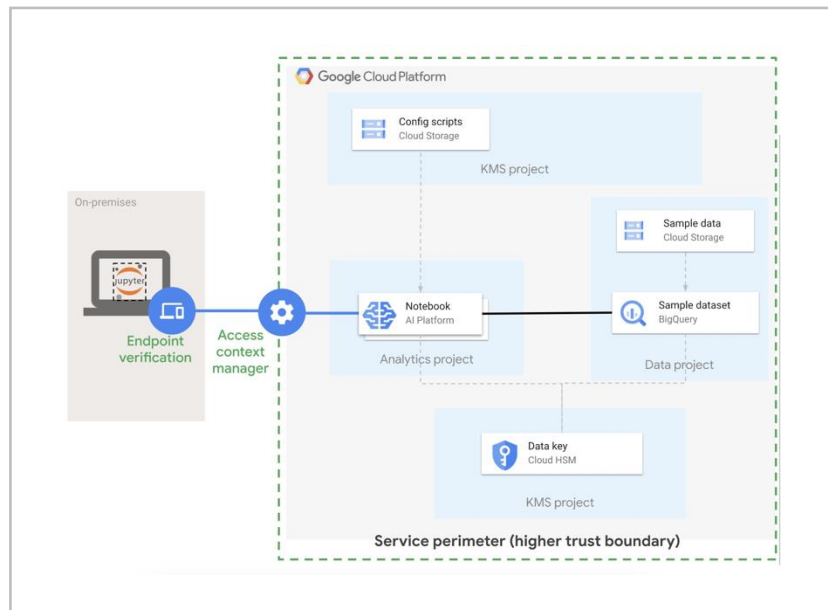 Google Cloud Platform
Config scripts
Cloud Storage
KMS project
On-premises
jupyter
Endpoint
verification
Access
context
manager
Notebook
AI Platform
Analytics project
Sample data
Cloud Storage
Sample dataset
BigQuery
Data project
Data key
Cloud HSM
KMS project
Service perimeter (higher trust boundary)